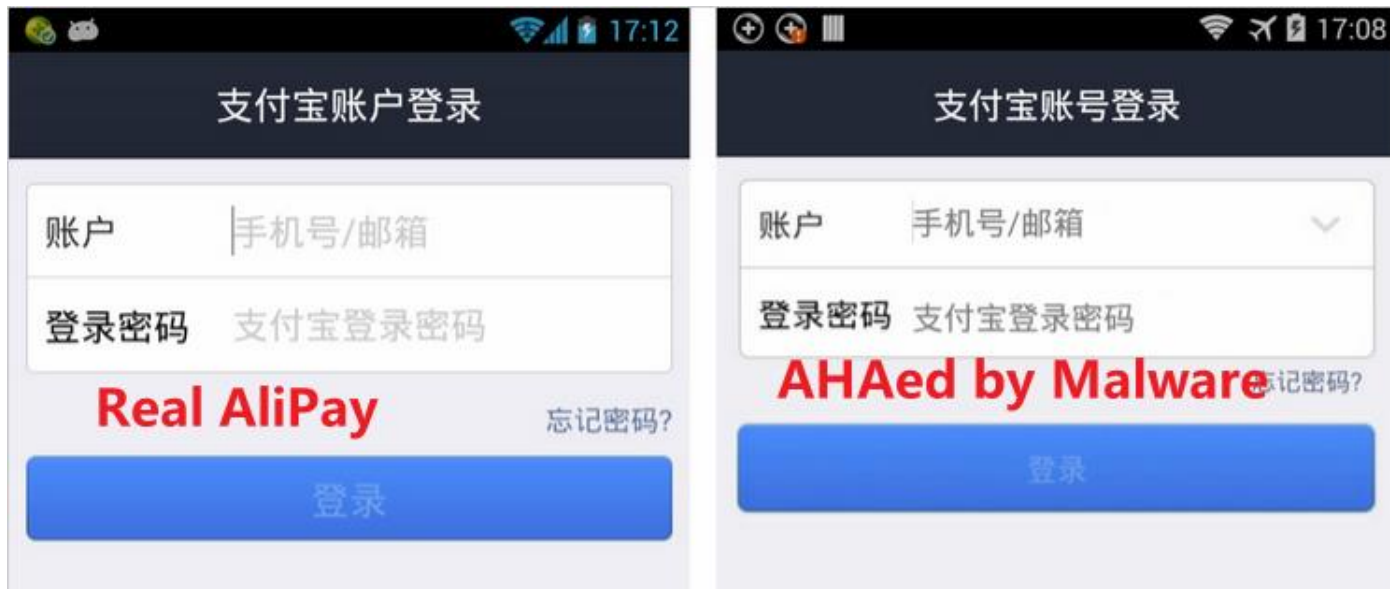 17:12
支付宝账户登录
账户 手机号/邮箱
登录密码 支付宝登录密码
Real AliPay
忘记密码?
登录
17:08
支付宝账号登录
账户 手机号/邮箱
登录密码 支付宝登录密码
AHAed by Malware
忘记密码?
登录